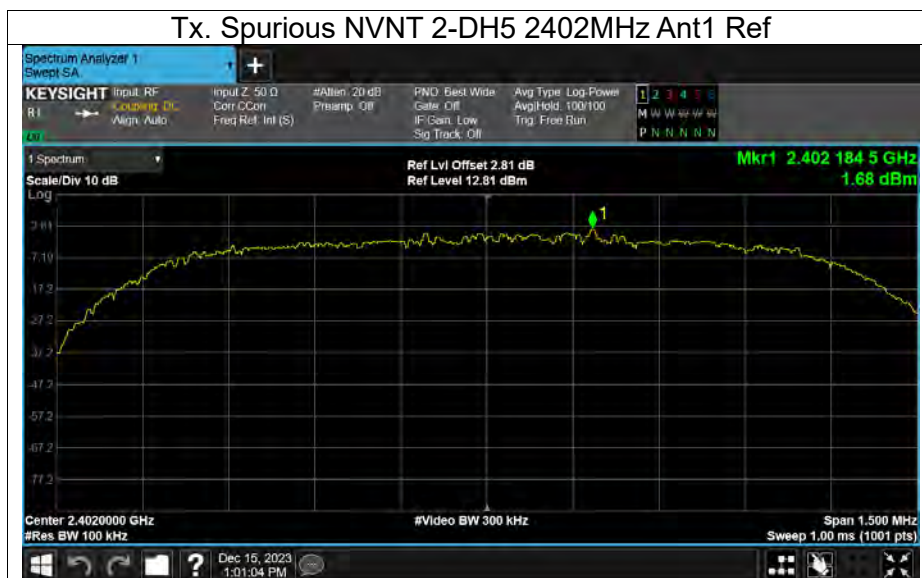 Tx. Spurious NVNT 2-DH5 2402MHz Ant1 Ref
Spectrum Analyzer 1
Swept SA
+
KEYSIGHT Input: RF Input Z: 50 Ω #Atten: 20 dB PNO: Best Wide Avg Type: Log-Power 1 2 3 4 5 6
R L Coupling: DC Corr CCorr Preamp: Off Gate: Off Avg|Hold: 100/100 M W W W W W
Align: Auto Freq Ref: Int (S) IF Gain: Low Trig: Free Run
Sig Track: Off P N N N N N
1 Spectrum Ref Lvl Offset 2.81 dB Mkr1 2.402 184 5 GHz
Scale/Div 10 dB Ref Level 12.81 dBm 1.68 dBm
Log
1
2.81
-7.19
-17.2
-27.2
-37.2
-47.2
-57.2
-67.2
-77.2
Center 2.4020000 GHz #Video BW 300 kHz Span 1.500 MHz
#Res BW 100 kHz Sweep 1.00 ms (1001 pts)
? Dec 15, 2023
1:01:04 PM